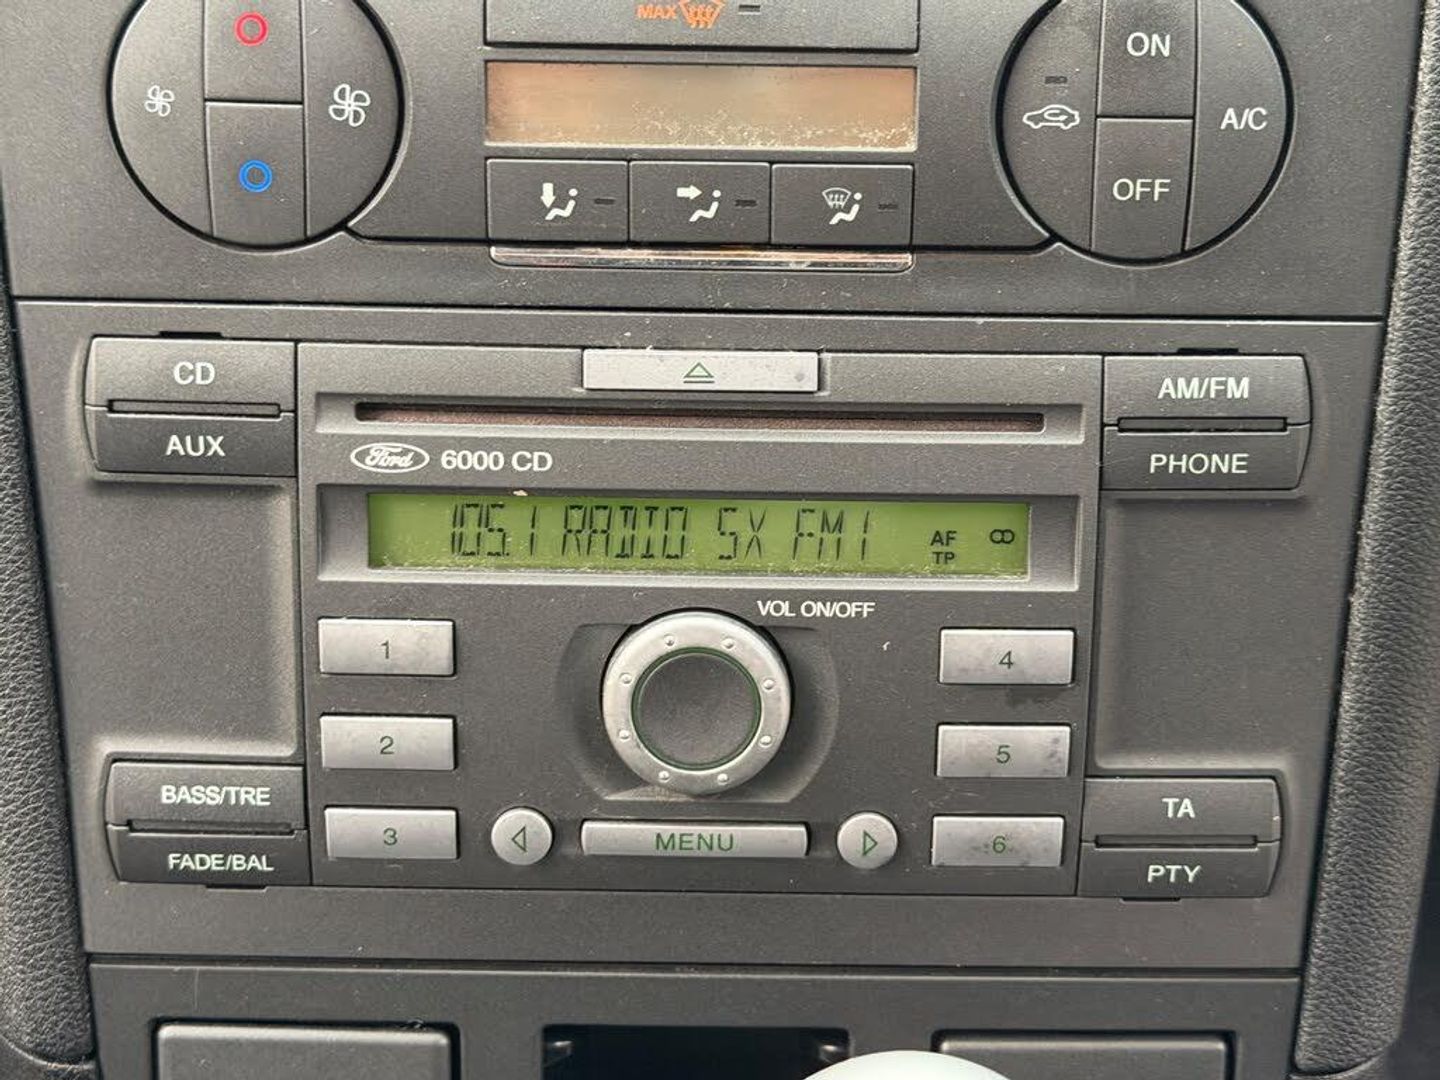 MAX
ON
A/C
OFF
CD
AUX
AM/FM
PHONE
Ford 6000 CD
105.1 RADIO SX FM1
AF
TP
VOL ON/OFF
1
2
3
4
5
6
MENU
BASS/TRE
FADE/BAL
TA
PTY